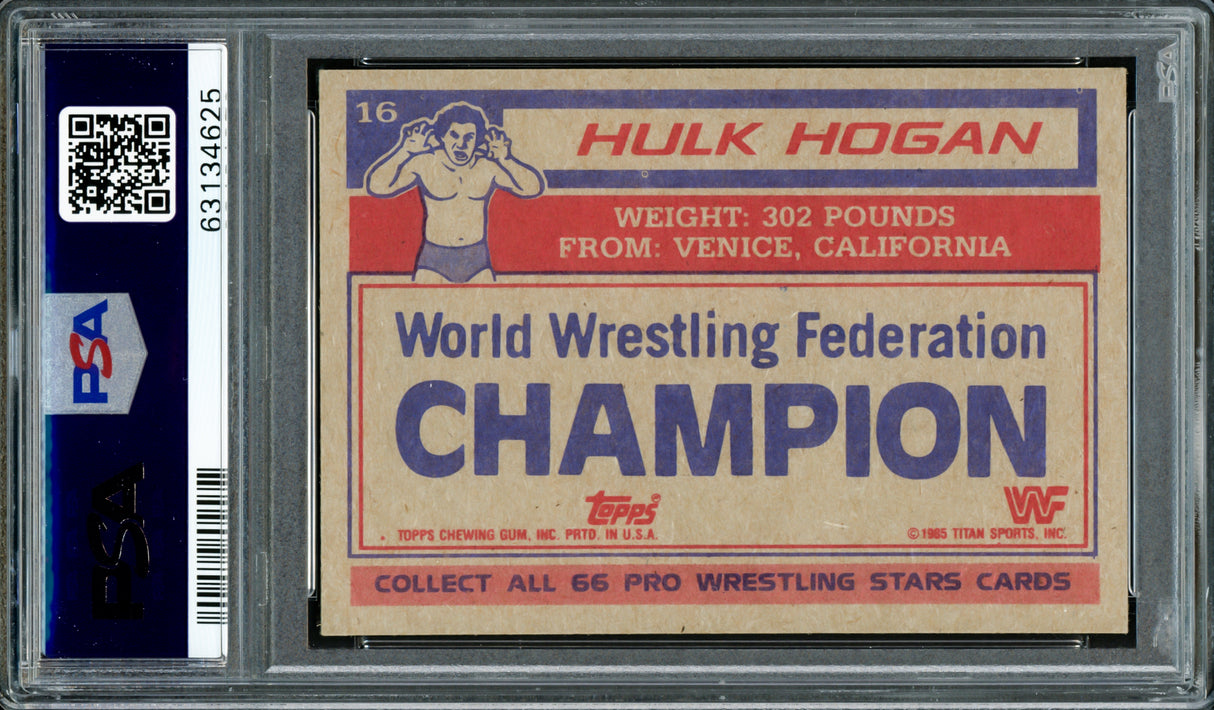 63134625
PSA
PSA
PSA
16
HULK HOGAN
WEIGHT: 302 POUNDS
FROM: VENICE, CALIFORNIA
World Wrestling Federation
CHAMPION
topps®
WF
TOPPS CHEWING GUM, INC. PRTD. IN U.S.A.
©1985 TITAN SPORTS, INC.
COLLECT ALL 66 PRO WRESTLING STARS CARDS